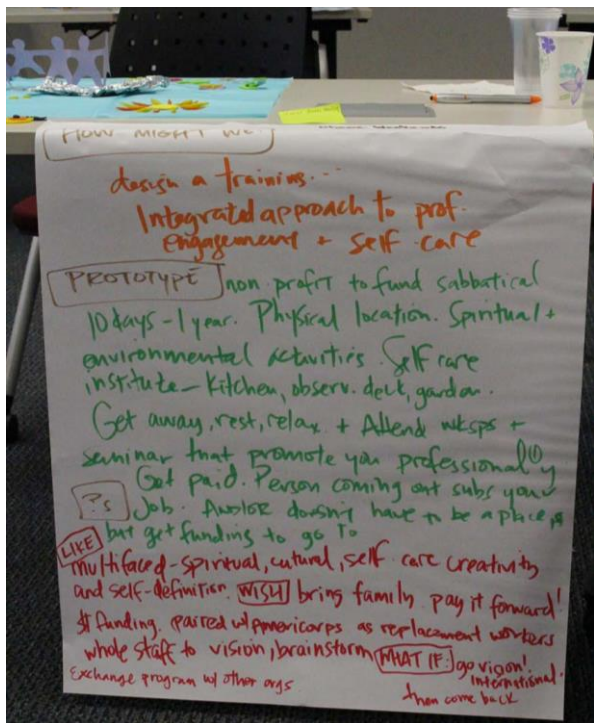 HOW MIGHT WE
design a training...
Integrated approach to prof.
engagement + self care
PROTOTYPE non profit to fund sabbatical
10 days - 1 year. Physical location. Spiritual +
environmental activities. Self care
institute - kitchen, observ. deck, garden.
Get away, rest, relax + Attend wksps +
seminar that promote you professionally
Get paid. Person coming out subs your
?s job. And/or doesn't have to be a place,
but get funding to go to
LIKE multifaced-spiritual, cutural, self care creativity
and self-definition. WISH bring family pay it forward!
$ funding. paired w/Americorps as replacement workers
whole staff to vision, brainstorm WHAT IF: go
International.
Exchange program w/ other orgs
then come back